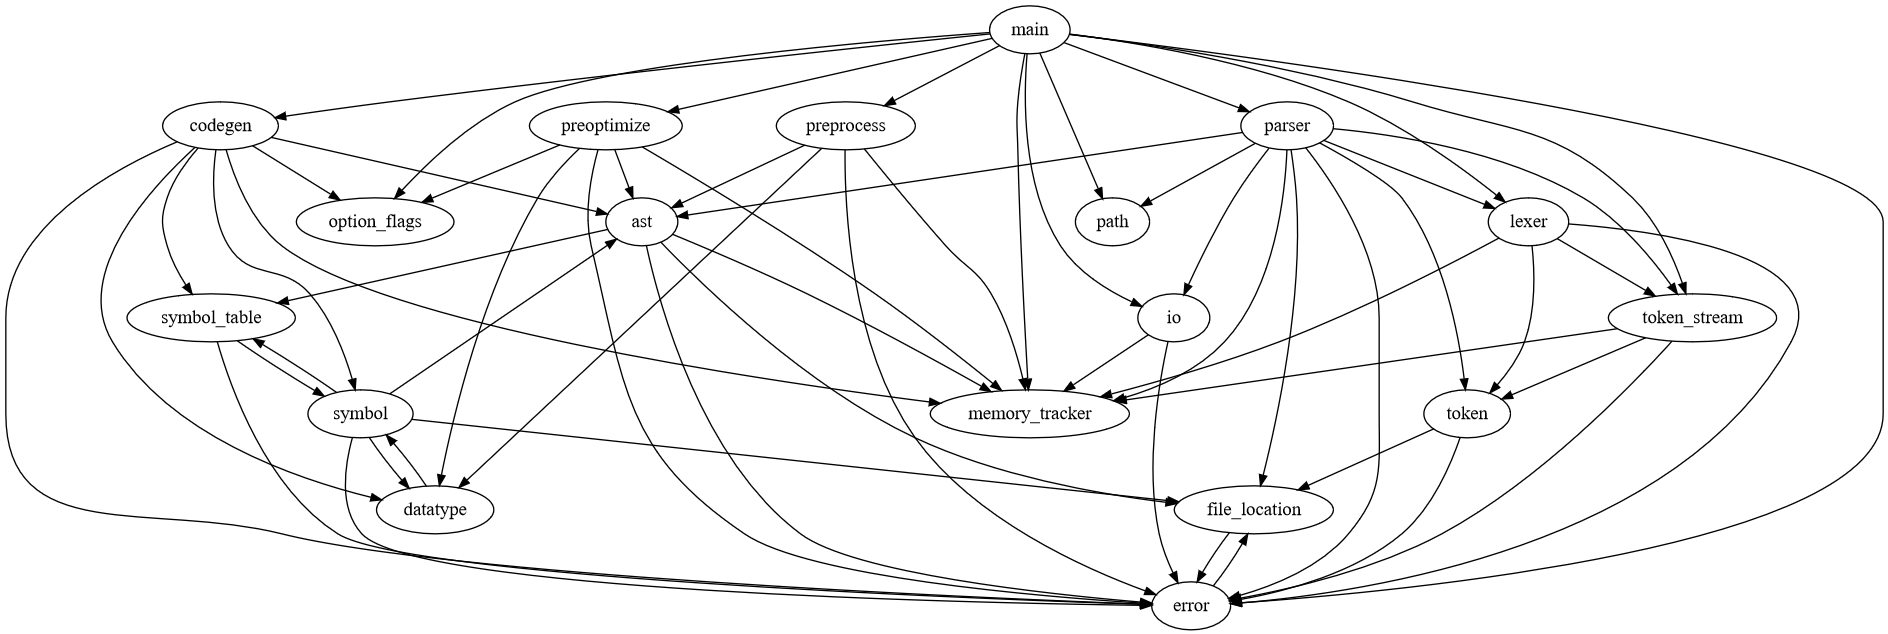 main
codegen
preoptimize
preprocess
parser
option_flags
ast
path
lexer
symbol_table
io
token_stream
symbol
memory_tracker
token
datatype
file_location
error